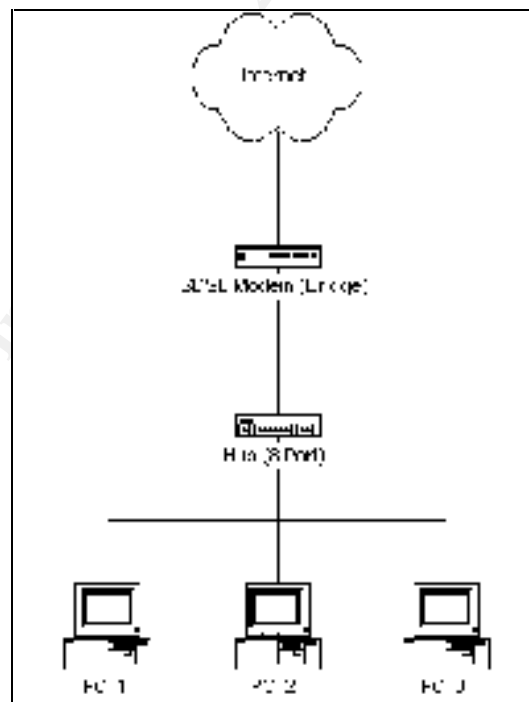 Internet
Modem (Bridge)
Hub (8 Port)
PC 1
PC 2
PC 3